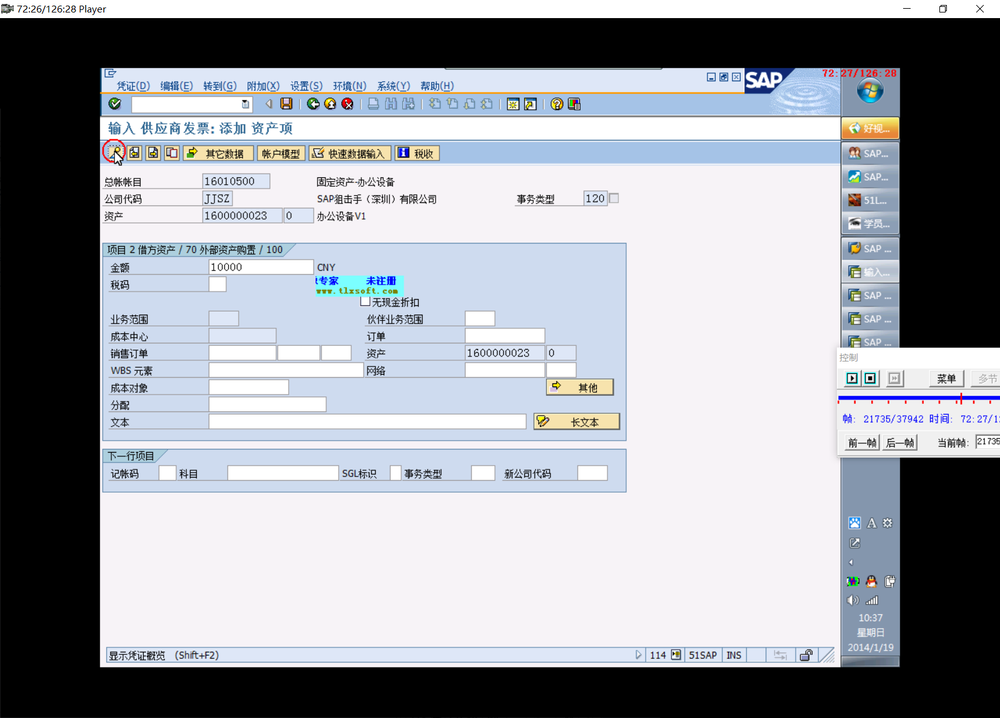 72:26/126:28 Player
72:27/126:28
凭证(D) 编辑(E) 转到(G) 附加(X) 设置(S) 环境(N) 系统(Y) 帮助(H)
SAP
输入 供应商发票: 添加 资产项
其它数据 帐户模型 快速数据输入 税收
总帐帐目 16010500 固定资产-办公设备
公司代码 JJSZ SAP狙击手（深圳）有限公司 事务类型 120
资产 1600000023 0 办公设备V1
项目 2 借方资产 / 70 外部资产购置 / 100
金额 10000 CNY
税码
专家 未注册
www.tlxsoft.com
无现金折扣
业务范围 伙伴业务范围
成本中心 订单
销售订单 资产 1600000023 0
WBS 元素 网络
成本对象 其他
分配
文本 长文本
下一行项目
记帐码 科目 SGL标识 事务类型 新公司代码
显示凭证概览 (Shift+F2) 114 51SAP INS
好视...
SAP...
SAP...
51L...
学员...
SAP ...
输入...
SAP ...
SAP ...
SAP ...
控制
菜单 多节
帧: 21735/37942 时间: 72:27/1
前一帧 后一帧 当前帧: 21735
A
10:37
星期日
2014/1/19